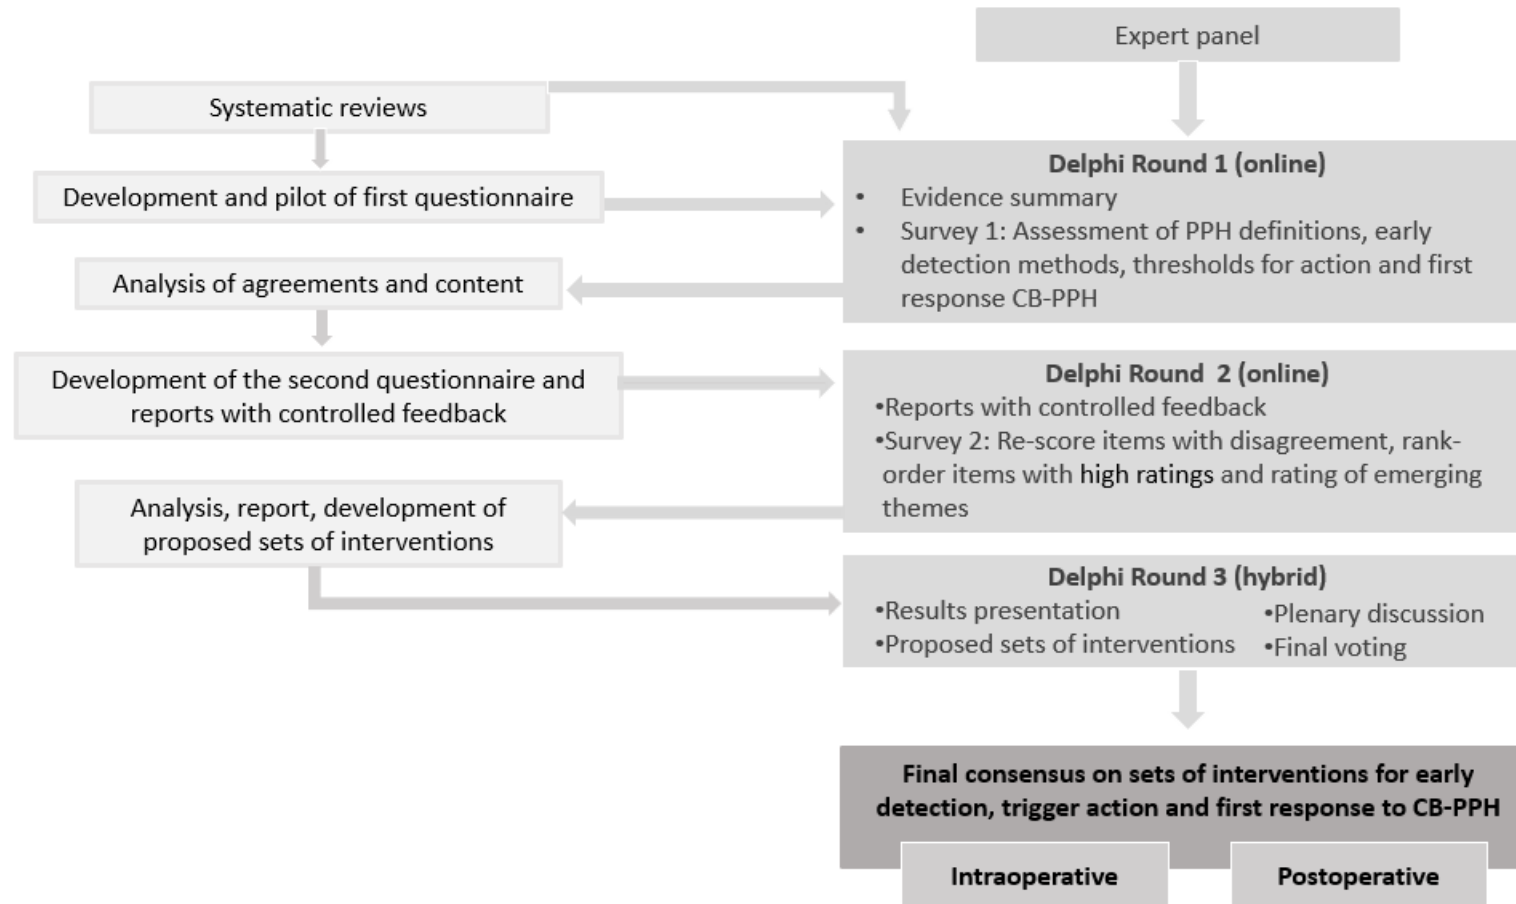 Expert panel
Systematic reviews
Development and pilot of first questionnaire
Delphi Round 1 (online)
• Evidence summary
• Survey 1: Assessment of PPH definitions, early
detection methods, thresholds for action and first
response CB-PPH
Analysis of agreements and content
Development of the second questionnaire and
reports with controlled feedback
Delphi Round 2 (online)
•Reports with controlled feedback
•Survey 2: Re-score items with disagreement, rank-
order items with high ratings and rating of emerging
themes
Analysis, report, development of
proposed sets of interventions
Delphi Round 3 (hybrid)
•Results presentation
•Proposed sets of interventions
•Plenary discussion
•Final voting
Final consensus on sets of interventions for early
detection, trigger action and first response to CB-PPH
Intraoperative
Postoperative